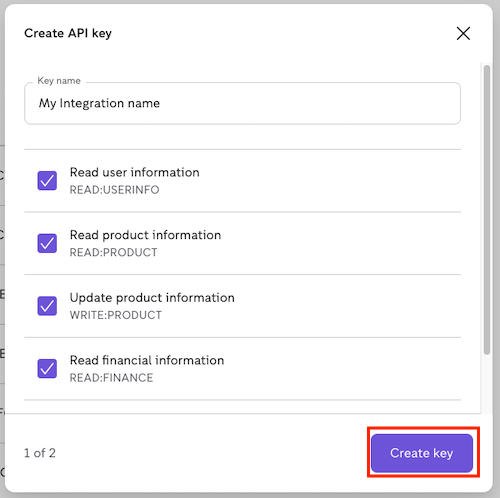 Create API key
Key name
My Integration name
Read user information
READ:USERINFO
Read product information
READ:PRODUCT
Update product information
WRITE:PRODUCT
Read financial information
READ:FINANCE
1 of 2
Create key